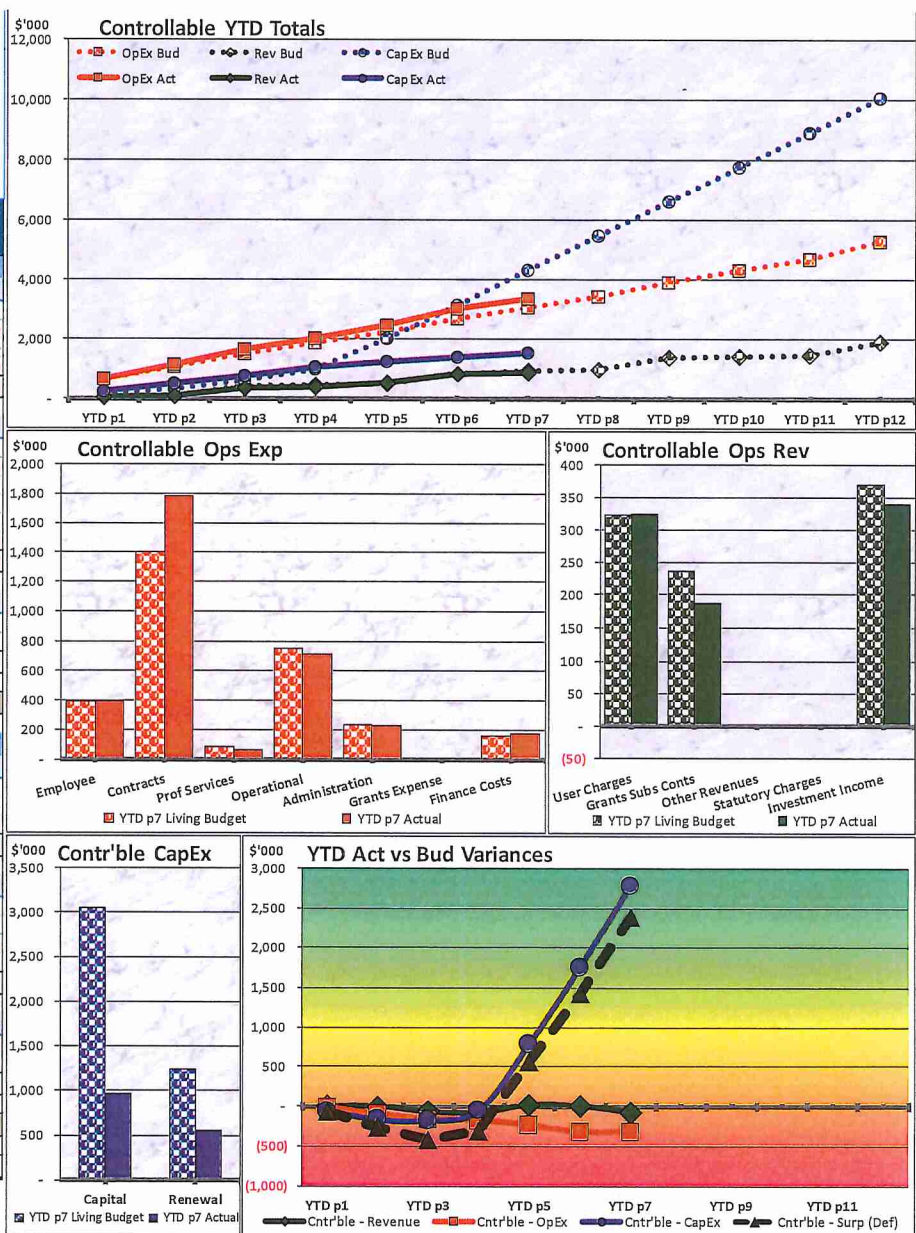 $'000 Controllable YTD Totals
12,000
OpEx Bud Rev Bud CapEx Bud
OpEx Act Rev Act CapEx Act
10,000
8,000
6,000
4,000
2,000
-
YTD p1 YTD p2 YTD p3 YTD p4 YTD p5 YTD p6 YTD p7 YTD p8 YTD p9 YTD p10 YTD p11 YTD p12
$'000 Controllable Ops Exp
2,000
1,800
1,600
1,400
1,200
1,000
800
600
400
200
-
Employee Contracts Prof Services Operational Administration Grants Expense Finance Costs
YTD p7 Living Budget YTD p7 Actual
$'000 Controllable Ops Rev
400
350
300
250
200
150
100
50
-
(50)
User Charges Grants Subs Conts Other Revenues Statutory Charges Investment Income
YTD p7 Living Budget YTD p7 Actual
$'000 Contr'ble CapEx
3,500
3,000
2,500
2,000
1,500
1,000
500
-
Capital Renewal
YTD p7 Living Budget YTD p7 Actual
$'000 YTD Act vs Bud Variances
3,000
2,500
2,000
1,500
1,000
500
-
(500)
(1,000)
YTD p1 YTD p3 YTD p5 YTD p7 YTD p9 YTD p11
Cntr'ble - Revenue Cntr'ble - OpEx Cntr'ble - CapEx Cntr'ble - Surp (Def)